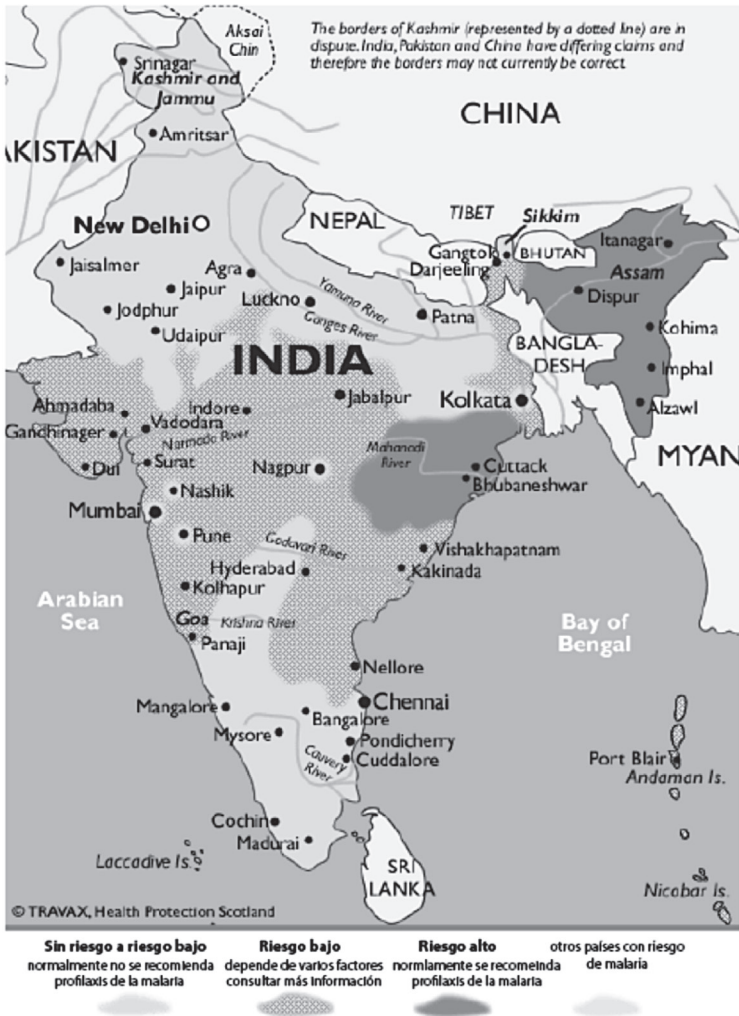 The borders of Kashmir (represented by a dotted line) are in
dispute. India, Pakistan and China have differing claims and
therefore the borders may not currently be correct.
Aksai
Chin
Srinagar
Kashmir and
Jammu
CHINA
Amritsar
AKISTAN
TIBET
Sikkim
NEPAL
New Delhi
Itanagar
Gangtok
BHUTAN
Darjeeling
Assam
Jaisalmer
Agra
Jaipur
Dispur
Luckno
Yamuna River
Jodphur
Ganges River
Patna
Kohima
Udaipur
BANGLA-
DESH
INDIA
Imphal
Jabalpur
Kolkata
Ahmadaba
Indore
Alzawl
Vadodara
Gandhinager
Narmada River
Mahanadi
River
MYAN
Dui
Surat
Nagpur
Cuttack
Bhubaneshwar
Nashik
Mumbai
Pune
Godavari River
Vishakhapatnam
Hyderabad
Kakinada
Kolhapur
Arabian
Sea
Goa
Krishna River
Bay of
Bengal
Panaji
Nellore
Mangalore
Chennai
Bangalore
Mysore
Pondicherry
Cuddalore
Cauvery
River
Port Blair
Andaman Is.
Cochin
Madurai
Laccadive Is.
SRI
LANKA
Nicobar Is.
© TRAVAX, Health Protection Scotland
Sin riesgo a riesgo bajo
normalmente no se recomienda
profilaxis de la malaria
Riesgo bajo
depende de varios factores
consultar más información
Riesgo alto
normlamente se recomeinda
profilaxis de la malaria
otros países con riesgo
de malaria